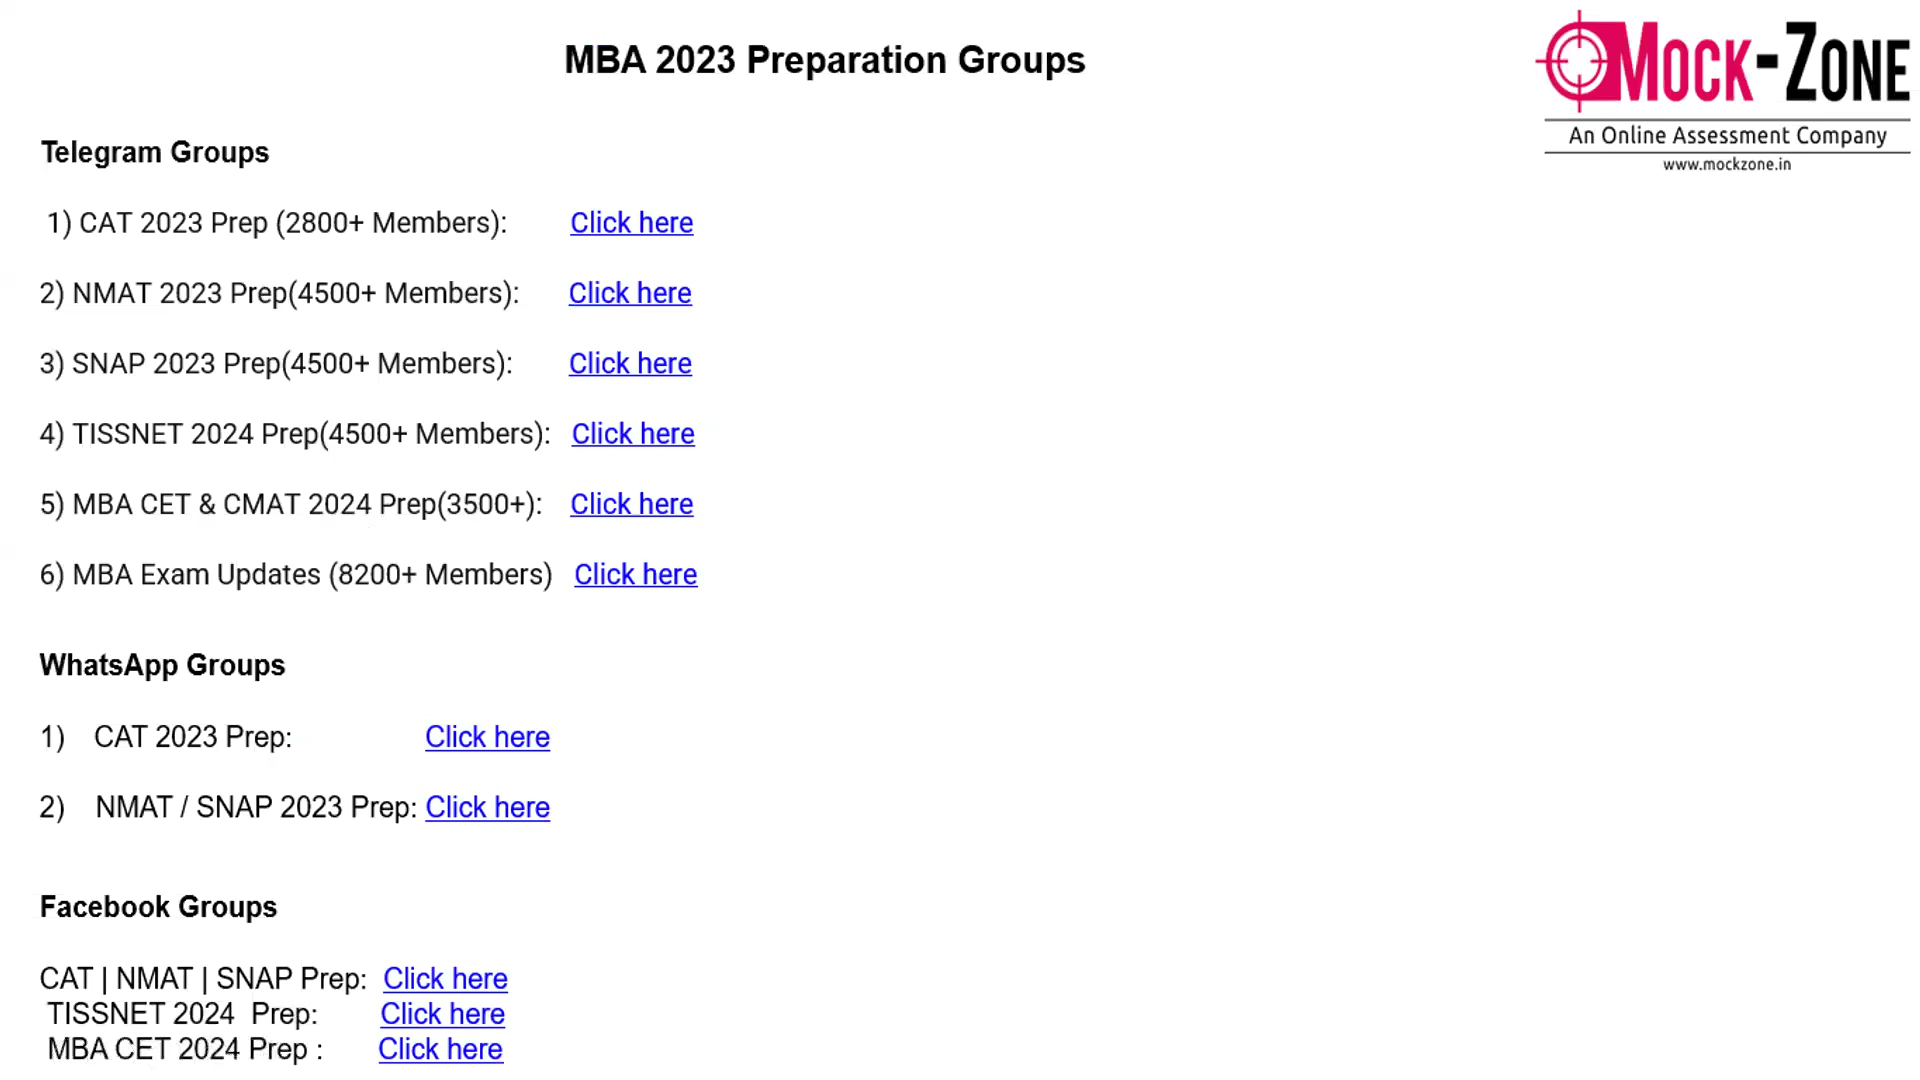 MBA 2023 Preparation Groups
MOCK-ZONE
An Online Assessment Company
www.mockzone.in
Telegram Groups
1) CAT 2023 Prep (2800+ Members): Click here
2) NMAT 2023 Prep(4500+ Members): Click here
3) SNAP 2023 Prep(4500+ Members): Click here
4) TISSNET 2024 Prep(4500+ Members): Click here
5) MBA CET & CMAT 2024 Prep(3500+): Click here
6) MBA Exam Updates (8200+ Members) Click here
WhatsApp Groups
1) CAT 2023 Prep: Click here
2) NMAT / SNAP 2023 Prep: Click here
Facebook Groups
CAT | NMAT | SNAP Prep: Click here
TISSNET 2024 Prep: Click here
MBA CET 2024 Prep : Click here